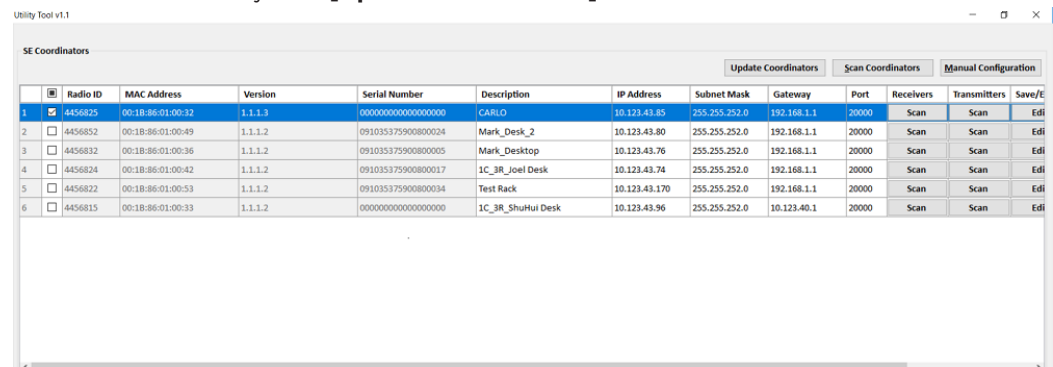 Utility Tool v1.1
SE Coordinators
Update Coordinators Scan Coordinators Manual Configuration
Radio ID MAC Address Version Serial Number Description IP Address Subnet Mask Gateway Port Receivers Transmitters Save/E
1 4456825 00:1B:86:01:00:32 1.1.1.3 000000000000000000 CARLO 10.123.43.85 255.255.252.0 192.168.1.1 20000 Scan Scan Edi
2 4456852 00:1B:86:01:00:49 1.1.1.2 091035375900800024 Mark_Desk_2 10.123.43.80 255.255.252.0 192.168.1.1 20000 Scan Scan Edi
3 4456832 00:1B:86:01:00:36 1.1.1.2 091035375900800005 Mark_Desktop 10.123.43.76 255.255.252.0 192.168.1.1 20000 Scan Scan Edi
4 4456824 00:1B:86:01:00:42 1.1.1.2 091035375900800017 1C_3R_Joel Desk 10.123.43.74 255.255.252.0 192.168.1.1 20000 Scan Scan Edi
5 4456822 00:1B:86:01:00:53 1.1.1.2 091035375900800034 Test Rack 10.123.43.170 255.255.252.0 192.168.1.1 20000 Scan Scan Edi
6 4456815 00:1B:86:01:00:33 1.1.1.2 000000000000000000 1C_3R_ShuHui Desk 10.123.43.96 255.255.252.0 10.123.40.1 20000 Scan Scan Edi